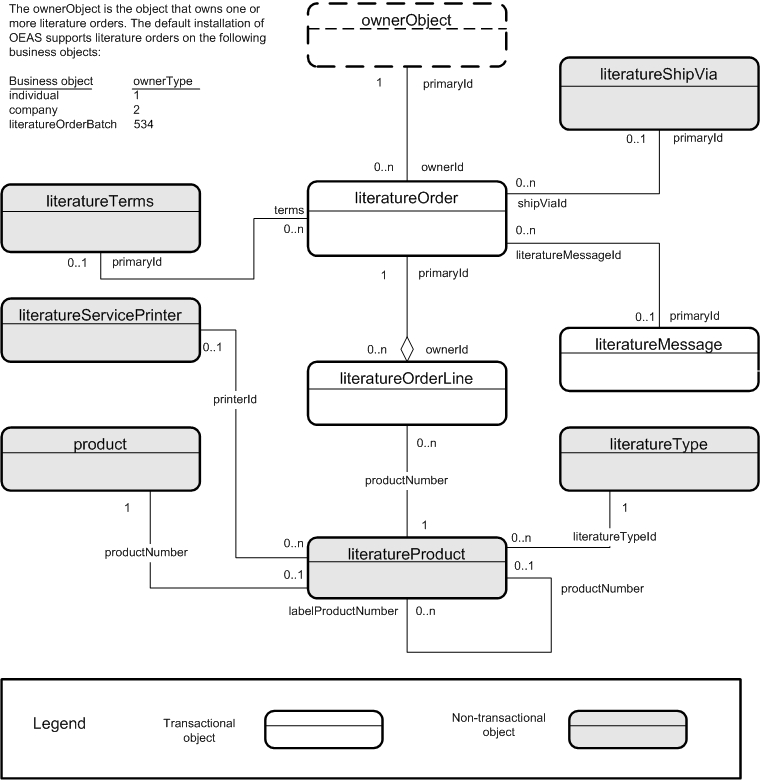 The ownerObject is the object that owns one or
more literature orders. The default installation of
OEAS supports literature orders on the following
business objects:
Business object ownerType
individual 1
company 2
literatureOrderBatch 534
ownerObject
1 primaryId
0..n ownerId
literatureShipVia
0..1 primaryId
0..n
shipViaId
literatureTerms
0..1 primaryId
terms
0..n
literatureOrder
0..n
literatureMessageId
1 primaryId
0..n ownerId
0..1 primaryId
literatureMessage
literatureServicePrinter
0..1
printerId
literatureOrderLine
0..n
productNumber
1
product
1
productNumber
literatureType
1
literatureTypeId
0..n
0..n
0..1
literatureProduct
0..1
productNumber
labelProductNumber 0..n
Legend
Transactional
object
Non-transactional
object